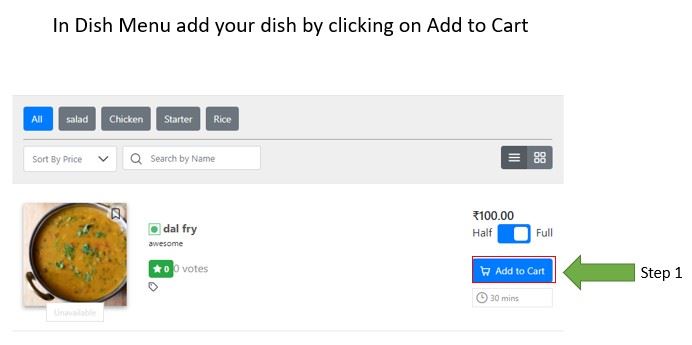 In Dish Menu add your dish by clicking on Add to Cart
All salad Chicken Starter Rice
Sort By Price Search by Name
₹100.00
dal fry
Half Full
awesome
0 0 votes
Add to Cart Step 1
30 mins
Unavailable